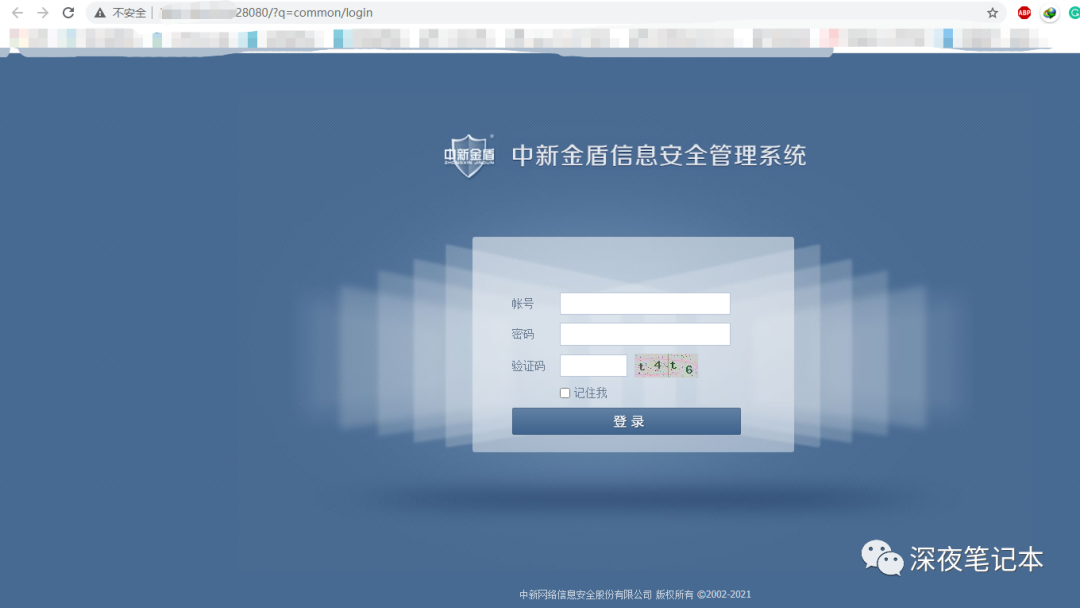 不安全 | 28080/?q=common/login
ABP
中新金盾 中新金盾信息安全管理系统
帐号
密码
验证码 t4t6
记住我
登 录
深夜笔记本
中新网络信息安全股份有限公司 版权所有 ©2002-2021